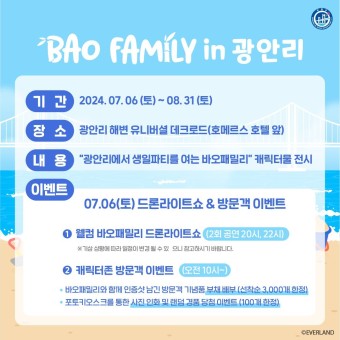 BAO FAMILY in 광안리
기 간
2024. 07. 06 (토) ~ 08. 31 (토)
장 소
광안리 해변 유니버셜 데크로드(호메르스 호텔 앞)
내 용
"광안리에서 생일파티를 여는 바오패밀리" 캐릭터물 전시
이벤트
07.06(토) 드론라이트쇼 & 방문객 이벤트
1 웰컴 바오패밀리 드론라이트쇼 (2회 공연 20시, 22시)
*기상 상황에 따라 일정이 변경 될 수 있으니 참고하시기 바랍니다.
2 캐릭터존 방문객 이벤트 (오전 10시~)
• 바오패밀리와 함께 인증샷 남긴 방문객 기념품 부채 배부 (선착순 3,000개 한정)
• 포토키오스크를 통한 사진 인화 및 랜덤 경품 당첨 이벤트 (100개 한정)
©EVERLAND